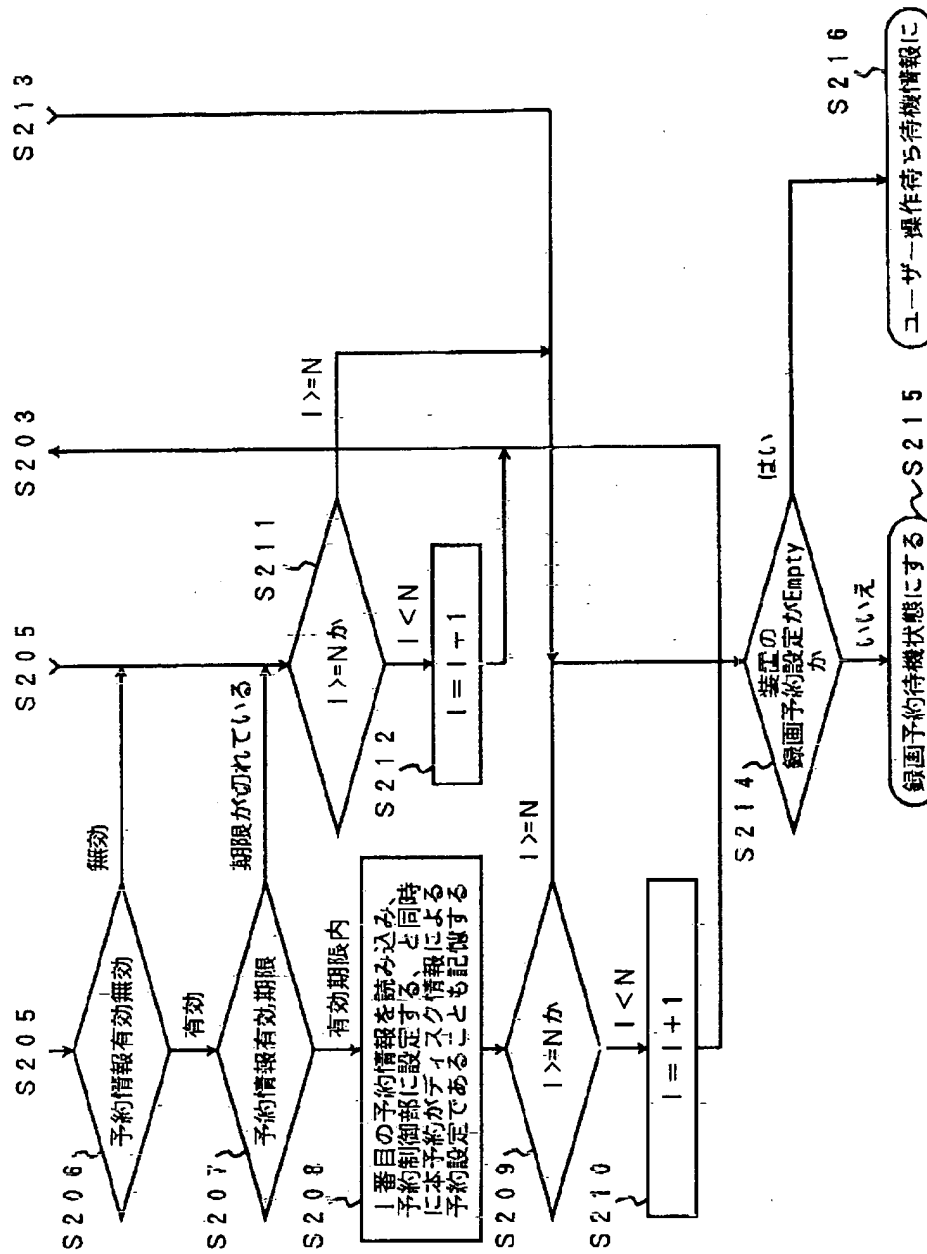 S205
S205
S203
S213
S206
予約情報有効無効
無効
有効
S207
予約情報有効期限
期限が切れている
有効期限内
S208
I番目の予約情報を読み込み、
予約制御部に設定する、と同時
に本予約がディスク情報による
予約設定であることも記憶する
S209
I>=Nか
I>=N
I<N
S210
I=I+1
S211
I>=Nか
I>=N
I<N
S212
I=I+1
S214
装置の
録画予約設定がEmpty
か
はい
いいえ
録画予約待機状態にする
S215
S216
ユーザー操作待ち待機情報に